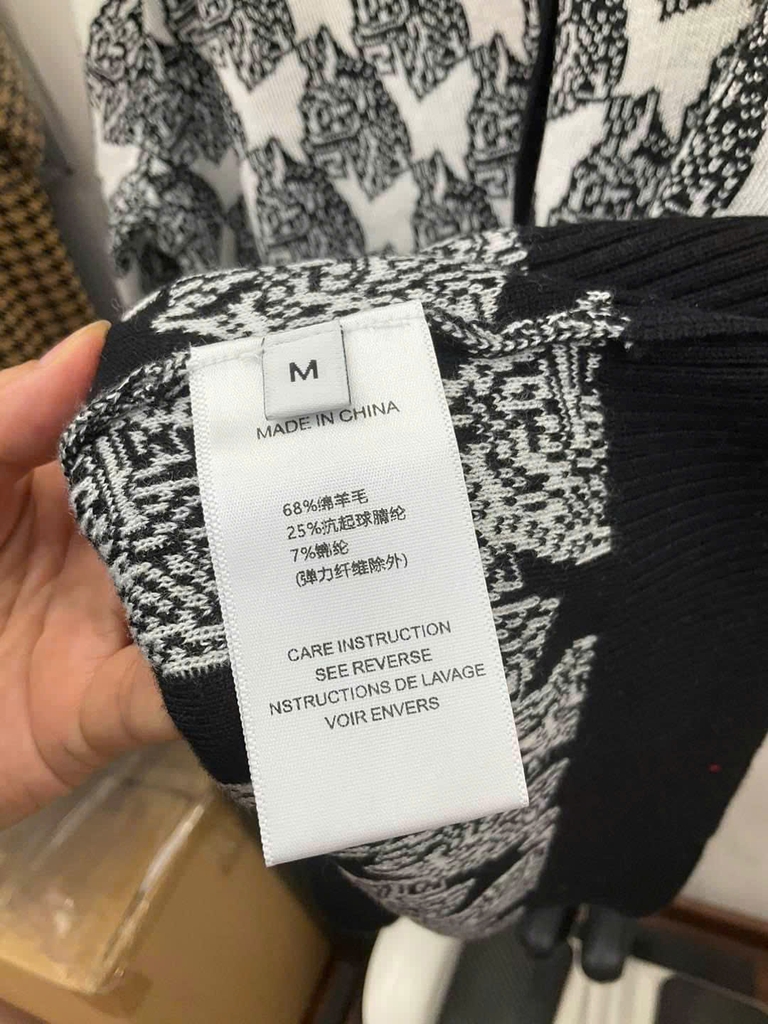 M
MADE IN CHINA
68%绵羊毛
25%抗起球腈纶
7%锦纶
(弹力纤维除外)
CARE INSTRUCTION
SEE REVERSE
NSTRUCTIONS DE LAVAGE
VOIR ENVERS